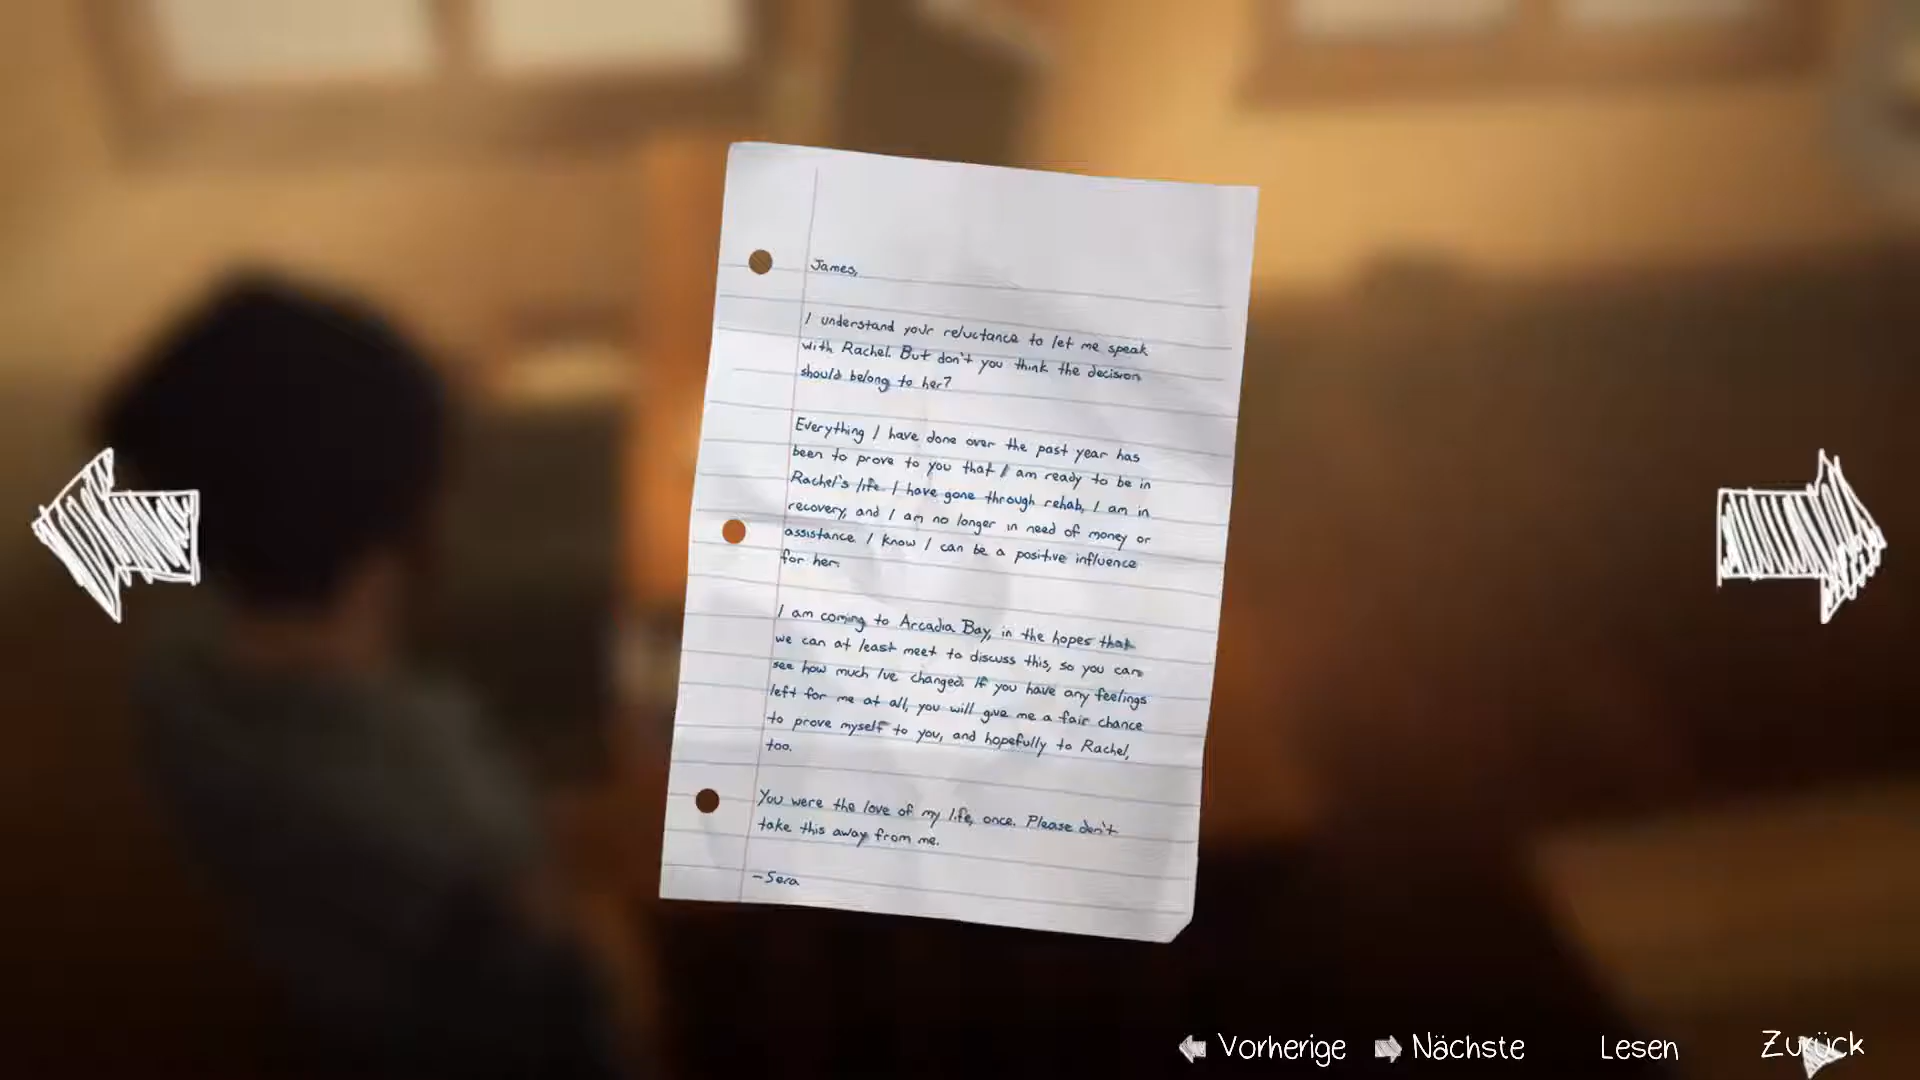 James,
I understand your reluctance to let me speak
with Rachel. But don't you think the decision
should belong to her?
Everything I have done over the past year has
been to prove to you that I am ready to be in
Rachel's life. I have gone through rehab, I am in
recovery, and I am no longer in need of money or
assistance. I know I can be a positive influence
for her.
I am coming to Arcadia Bay, in the hopes that
we can at least meet to discuss this, so you can
see how much I've changed. If you have any feelings
left for me at all, you will give me a fair chance
to prove myself to you, and hopefully to Rachel,
too.
You were the love of my life, once. Please don't
take this away from me.
-Sera
Vorherige Nächste Lesen Zurück